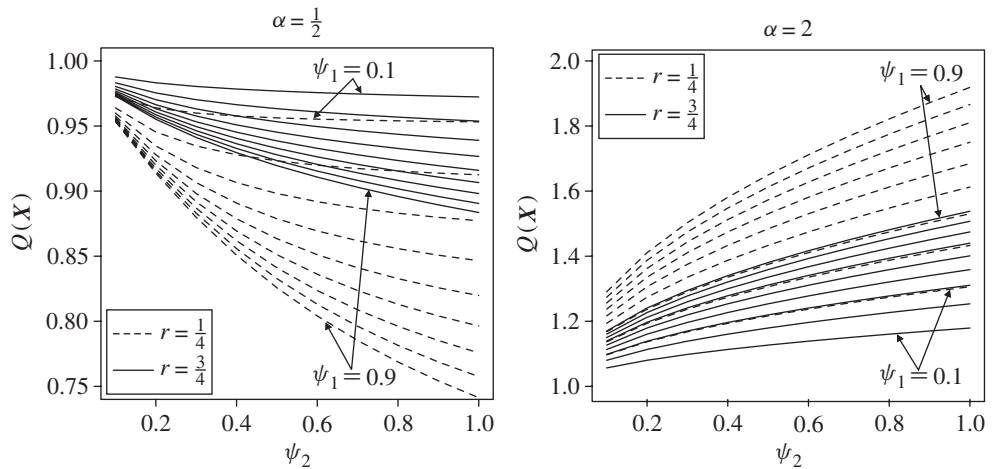 α = 1/2
Q(X)
1.00
0.95
0.90
0.85
0.80
0.75
ψ₁ = 0.1
ψ₁ = 0.9
r = 1/4
r = 3/4
0.2 0.4 0.6 0.8 1.0
ψ₂
α = 2
Q(X)
2.0
1.8
1.6
1.4
1.2
1.0
r = 1/4
r = 3/4
ψ₁ = 0.9
ψ₁ = 0.1
0.2 0.4 0.6 0.8 1.0
ψ₂